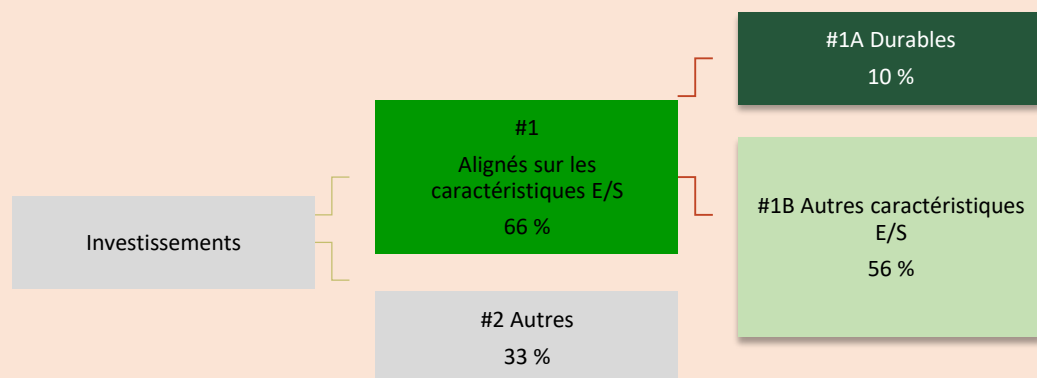 #1A Durables
10 %
#1
Alignés sur les
caractéristiques E/S
66 %
#1B Autres caractéristiques
E/S
56 %
Investissements
#2 Autres
33 %